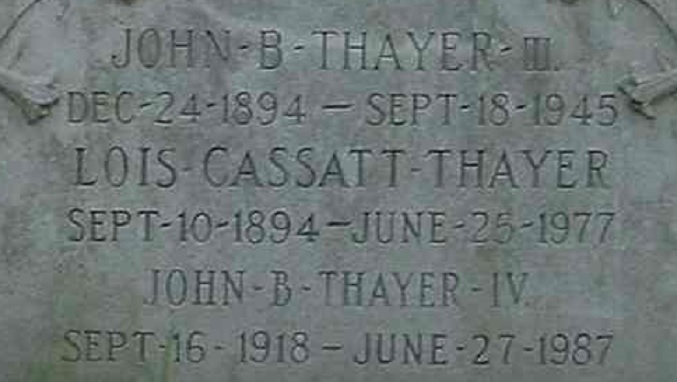 JOHN-B-THAYER-III.
DEC-24-1894 – SEPT-18-1945
LOIS-CASSATT-THAYER
SEPT-10-1894–JUNE-25-1977
JOHN-B-THAYER-IV.
SEPT-16-1918–JUNE-27-1987